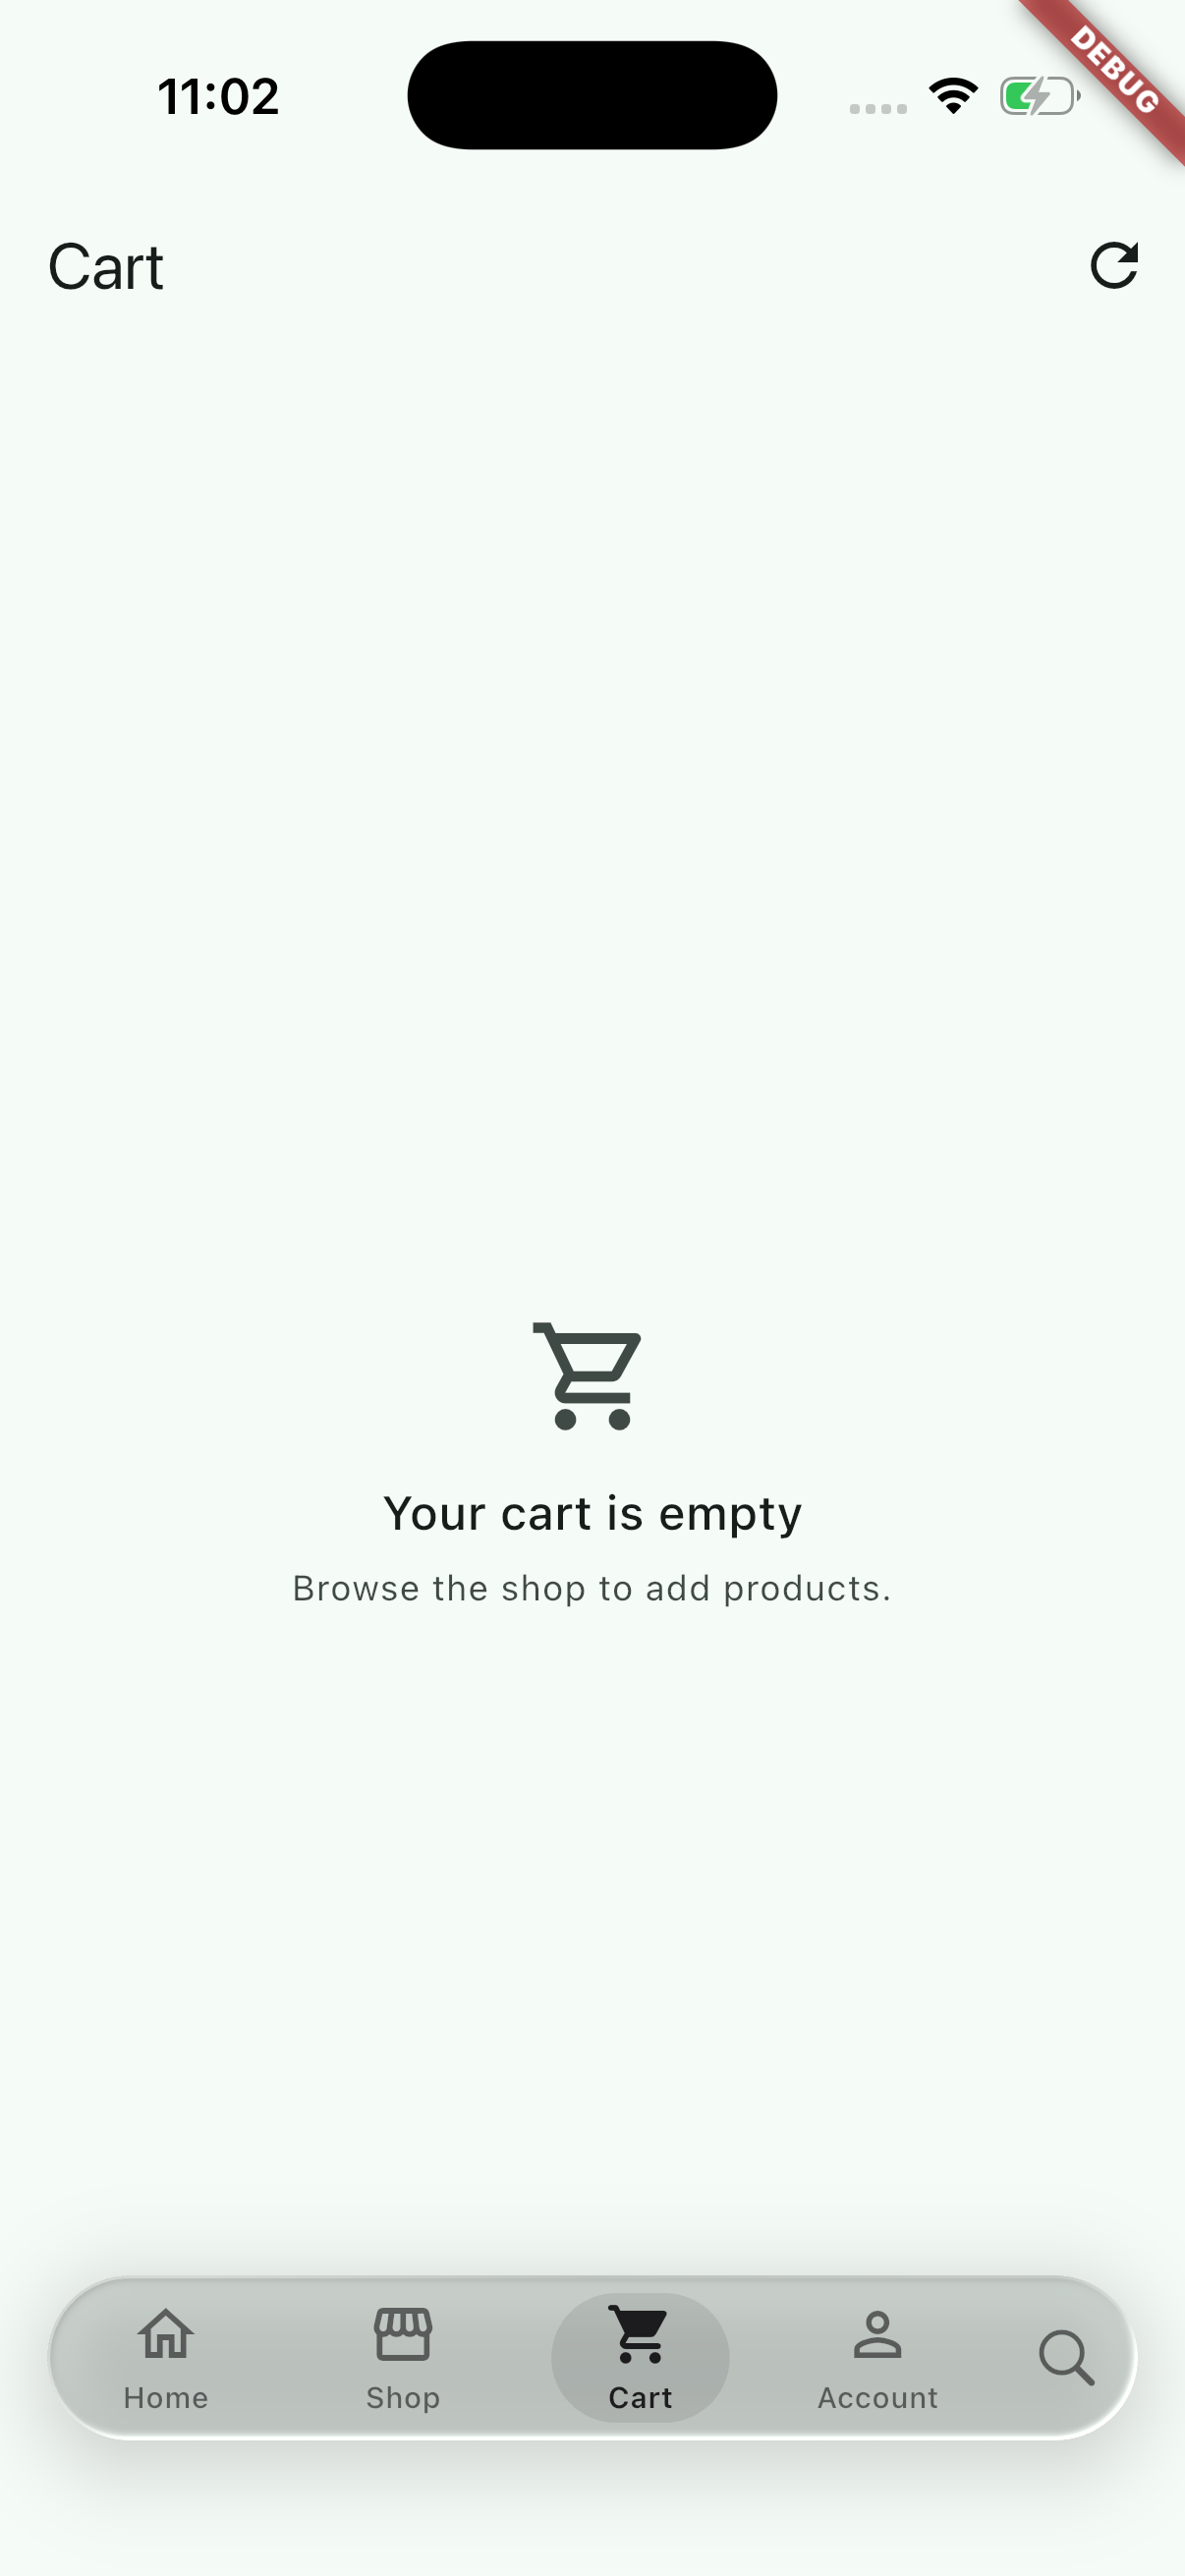 11:02
DEBUG
Cart
Your cart is empty
Browse the shop to add products.
Home
Shop
Cart
Account